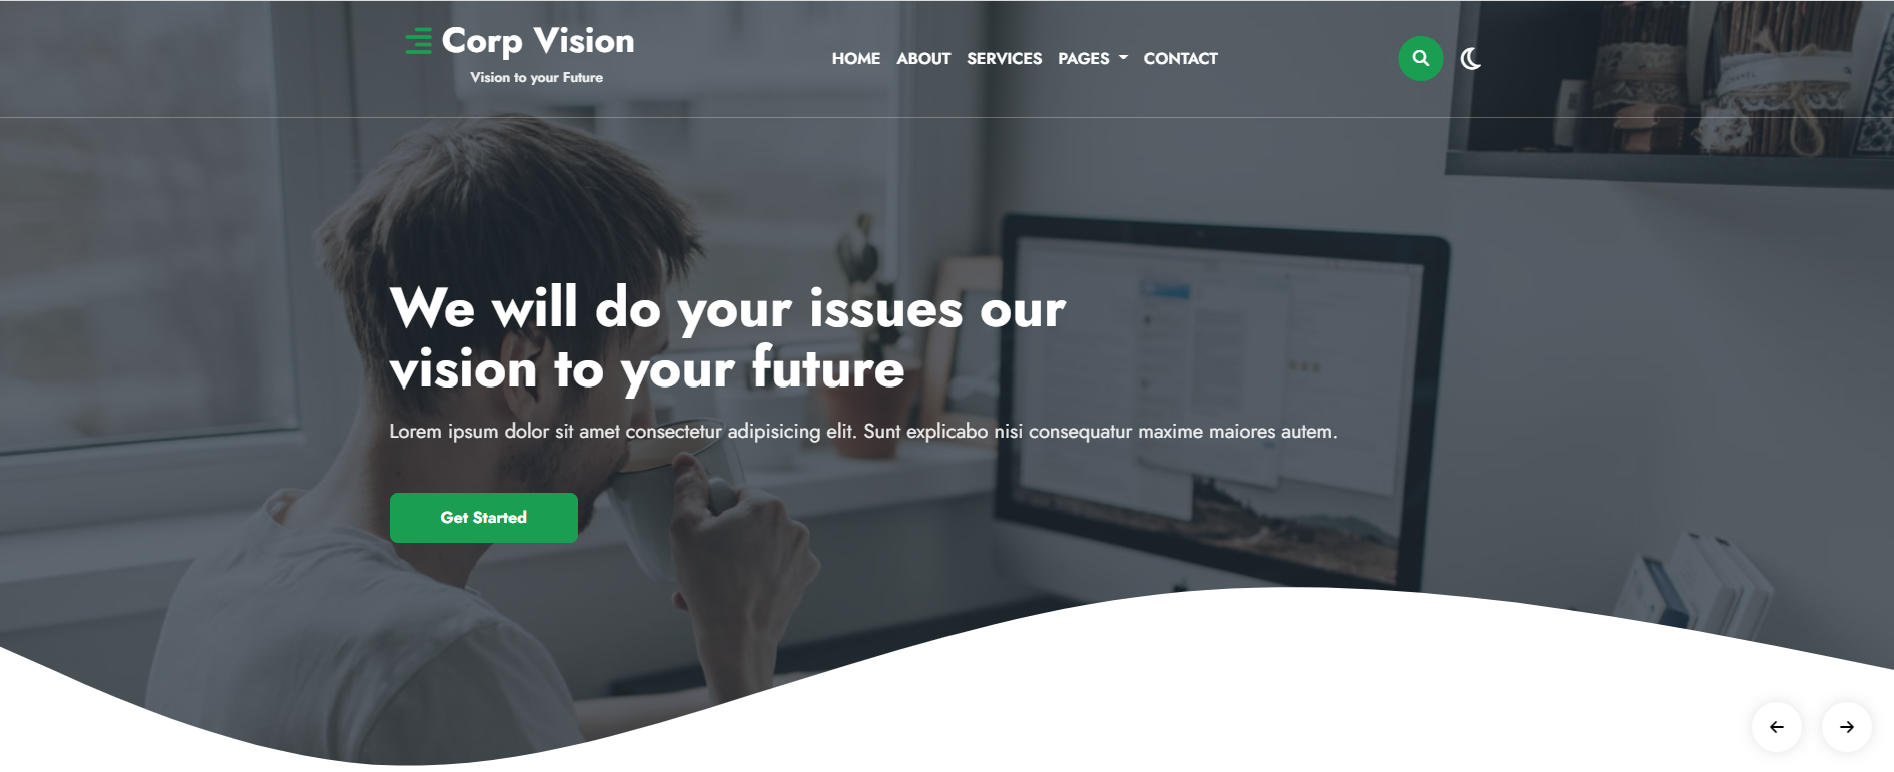 Corp Vision
Vision to your Future
HOME ABOUT SERVICES PAGES CONTACT
We will do your issues our
vision to your future
Lorem ipsum dolor sit amet consectetur adipisicing elit. Sunt explicabo nisi consequatur maxime maiores autem.
Get Started